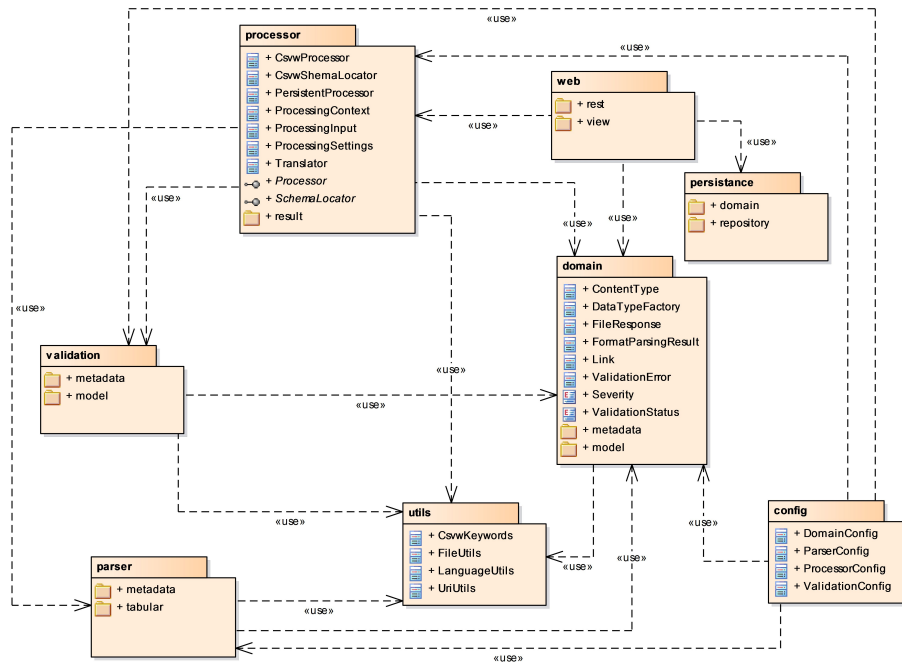 «use»
processor
+ CsvwProcessor
+ CsvwShemaLocator
+ PersistentProcessor
+ ProcessingContext
+ ProcessingInput
+ ProcessingSettings
+ Translator
+ Processor
+ SchemaLocator
+ result
«use»
web
+ rest
+ view
«use»
«use»
persistance
+ domain
+ repository
«use»
«use»
«use»
domain
+ ContentType
+ DataTypeFactory
+ FileResponse
+ FormatParsingResult
+ Link
+ ValidationError
+ Severity
+ ValidationStatus
+ metadata
+ model
«use»
validation
+ metadata
+ model
«use»
«use»
«use»
utils
+ CsvwKeywords
+ FileUtils
+ LanguageUtils
+ UriUtils
«use»
«use»
config
+ DomainConfig
+ ParserConfig
+ ProcessorConfig
+ ValidationConfig
parser
+ metadata
+ tabular
«use»
«use»
«use»